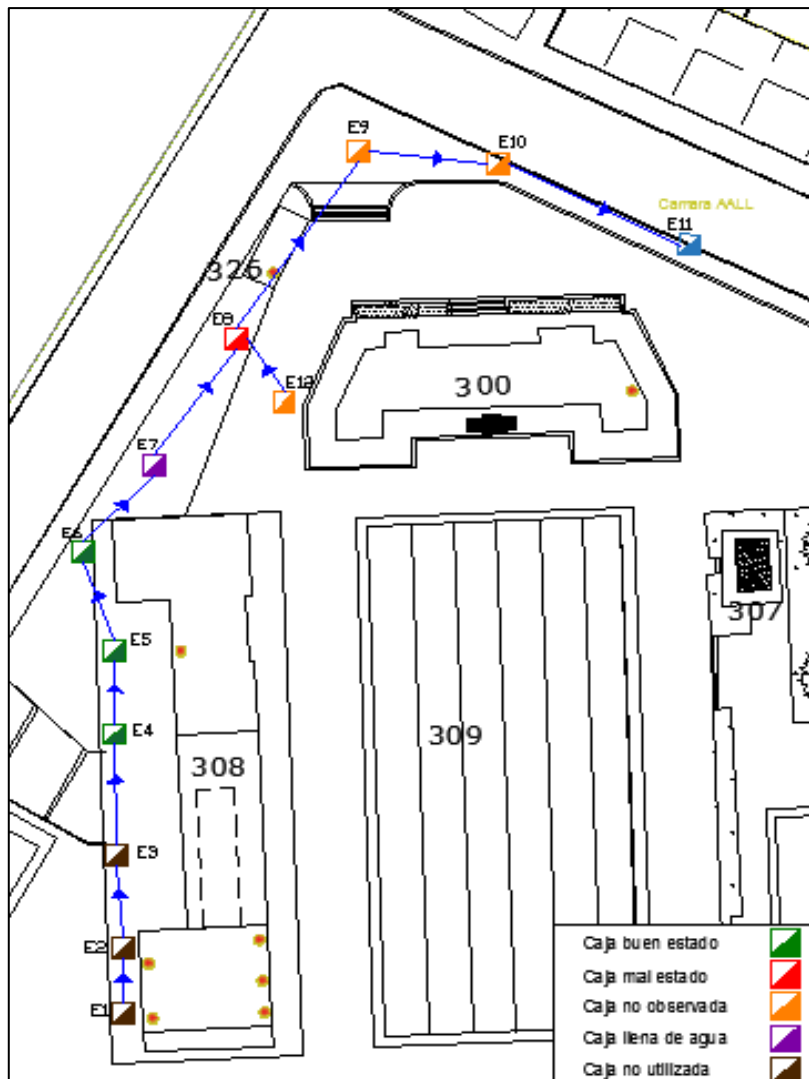 E9
E10
Camara AALL
E11
326
E8
E12
300
E7
E6
307
E5
E4
309
308
E3
E2
E1
Caja buen estado
Caja mal estado
Caja no observada
Caja llena de agua
Caja no utilizada